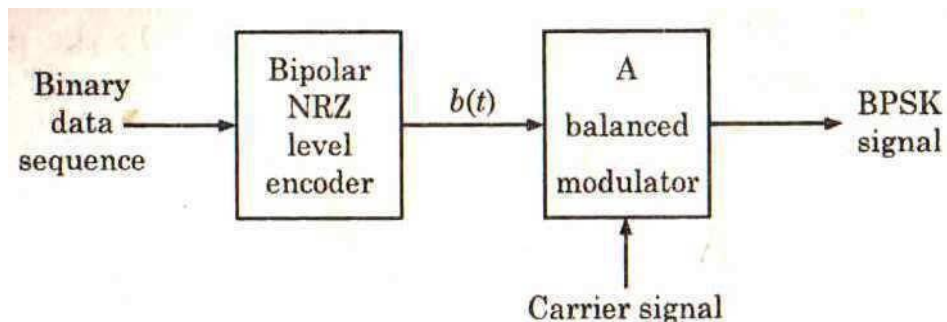 Binary
data
sequence
Bipolar
NRZ
level
encoder
b(t)
A
balanced
modulator
BPSK
signal
Carrier signal